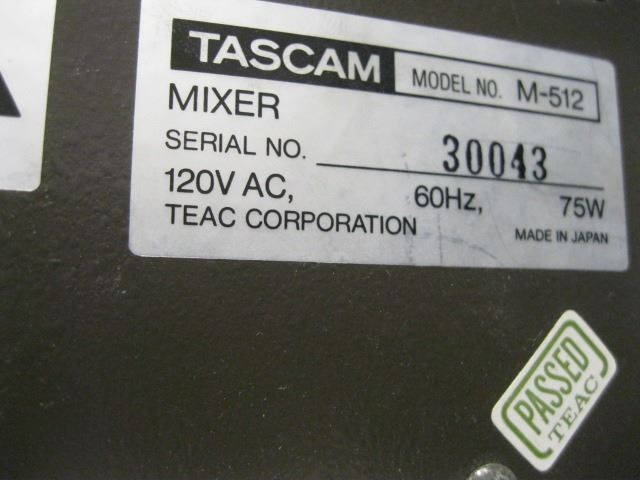 TASCAM MODEL NO. M-512
MIXER
SERIAL NO. 30043
120V AC, 60Hz, 75W
TEAC CORPORATION MADE IN JAPAN
PASSED
TEAC